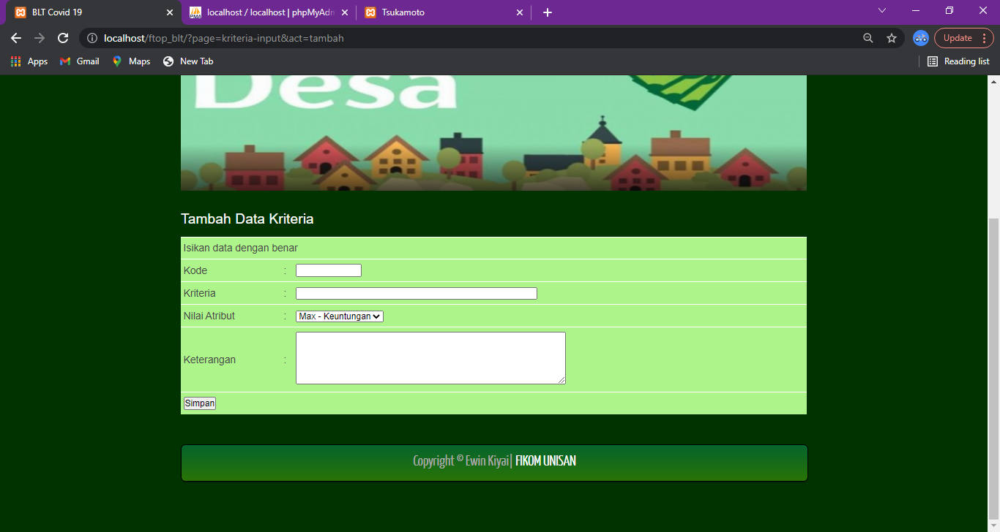 BLT Covid 19
localhost / localhost | phpMyAdn
Tsukamoto
localhost/ftop_blt/?page=kriteria-input&act=tambah
Update
Apps
Gmail
Maps
New Tab
Reading list
Desa
Tambah Data Kriteria
Isikan data dengan benar
Kode :
Kriteria :
Nilai Atribut : Max - Keuntungan
Keterangan :
Simpan
Copyright © Ewin Kiyai| FIKOM UNISAN